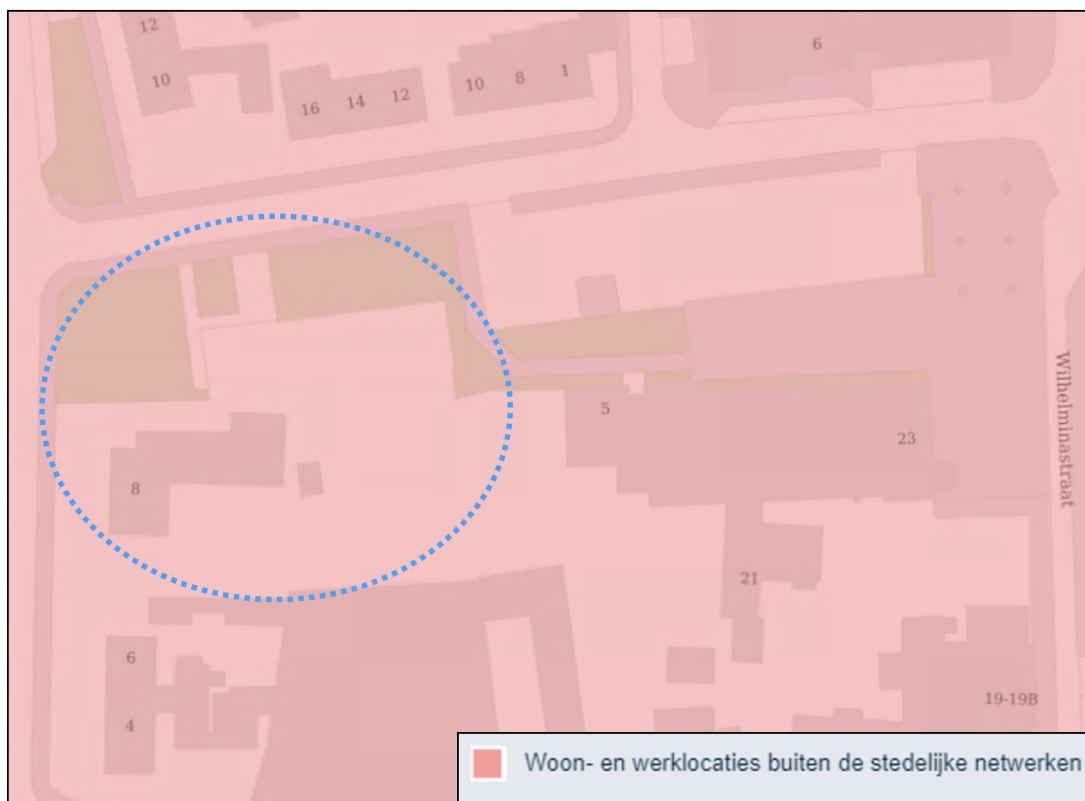 12
10
16 14 12
10 8 1
6
5
23
8
Wilhelminastraat
21
6
4
19-19B
Woon- en werklocaties buiten de stedelijke netwerken